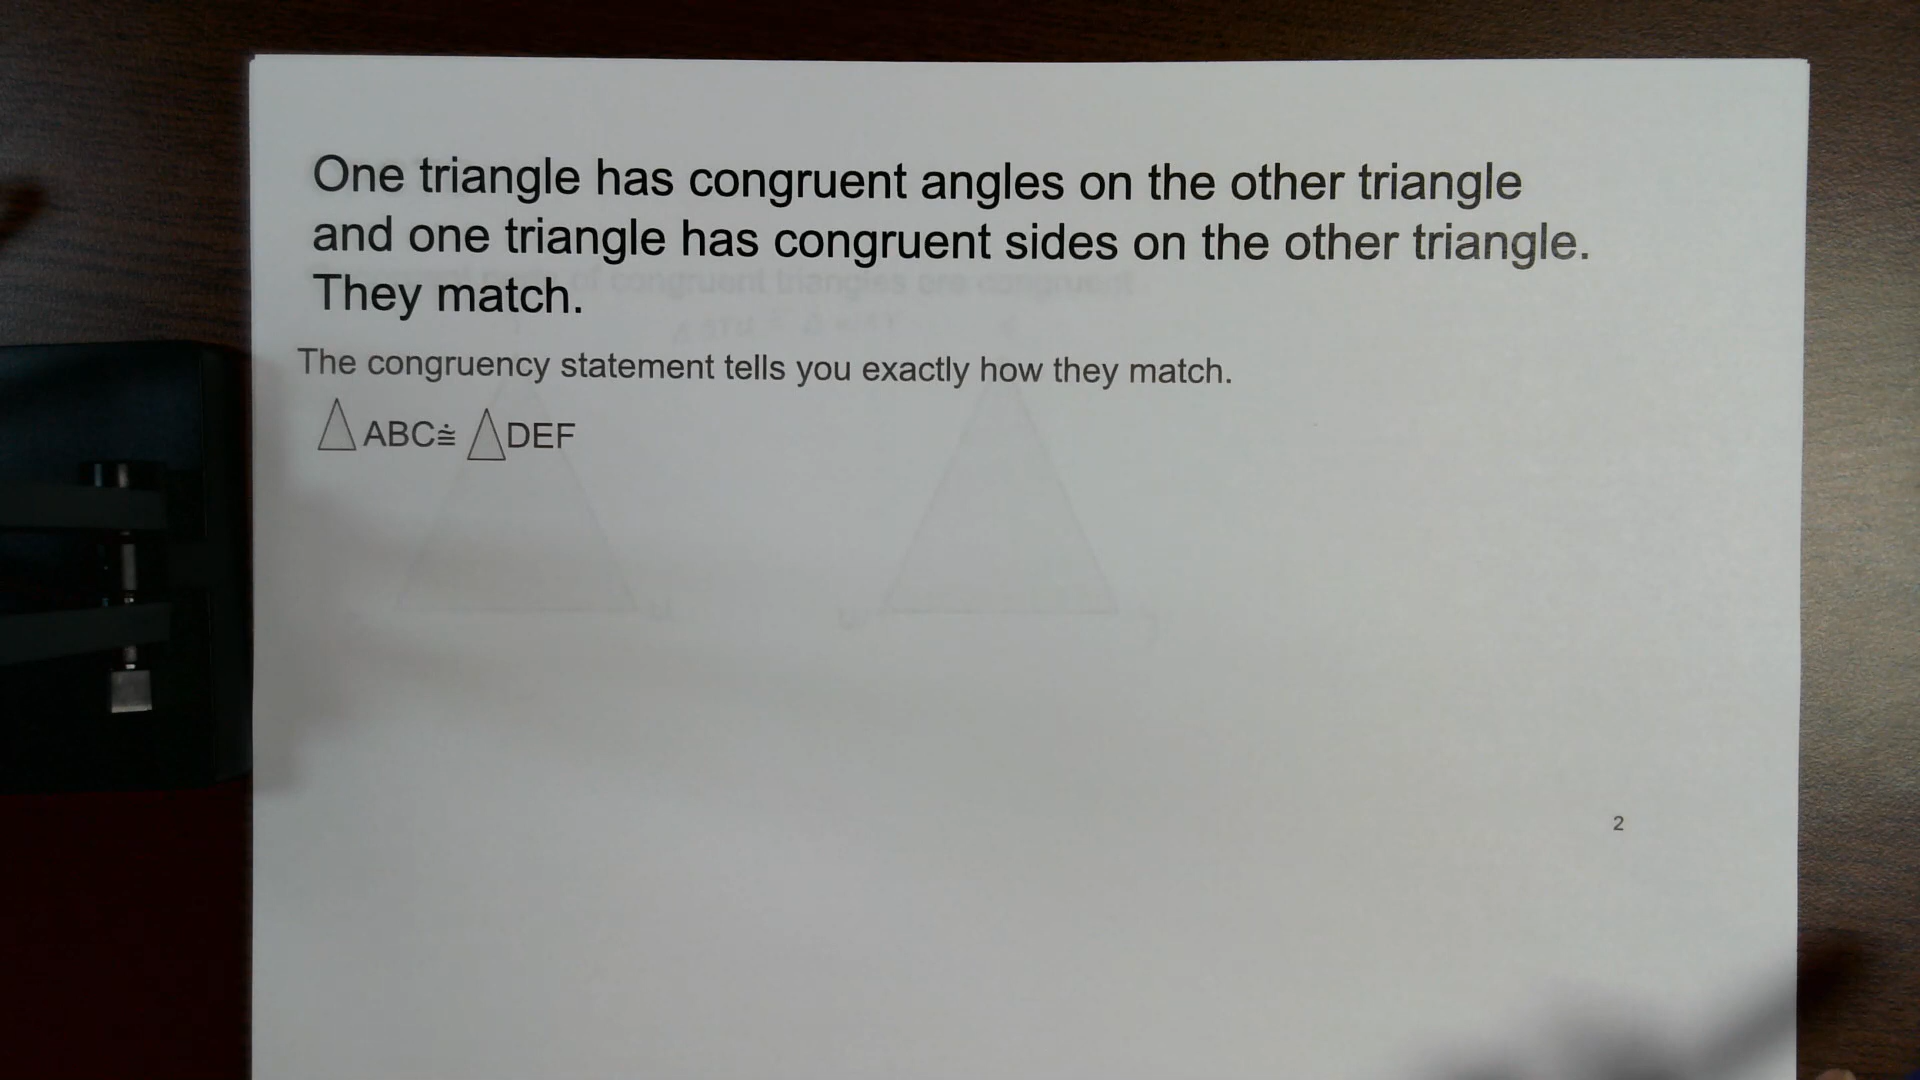 One triangle has congruent angles on the other triangle
and one triangle has congruent sides on the other triangle.
They match.
The congruency statement tells you exactly how they match.
△ABC≅ △DEF
2